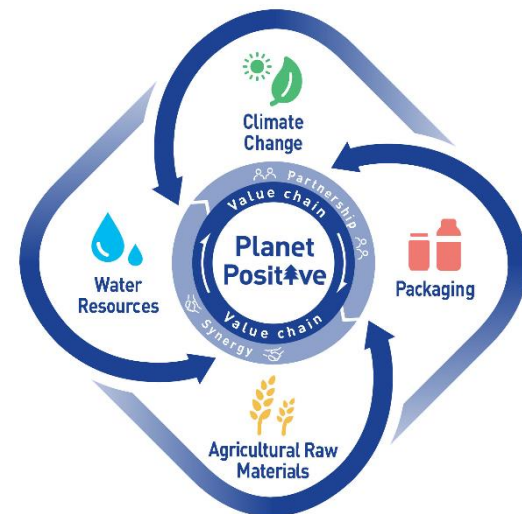 Climate
Change
Partnership
Value chain
Planet
Positive
Water
Resources
Packaging
Value chain
Synergy
Agricultural Raw
Materials